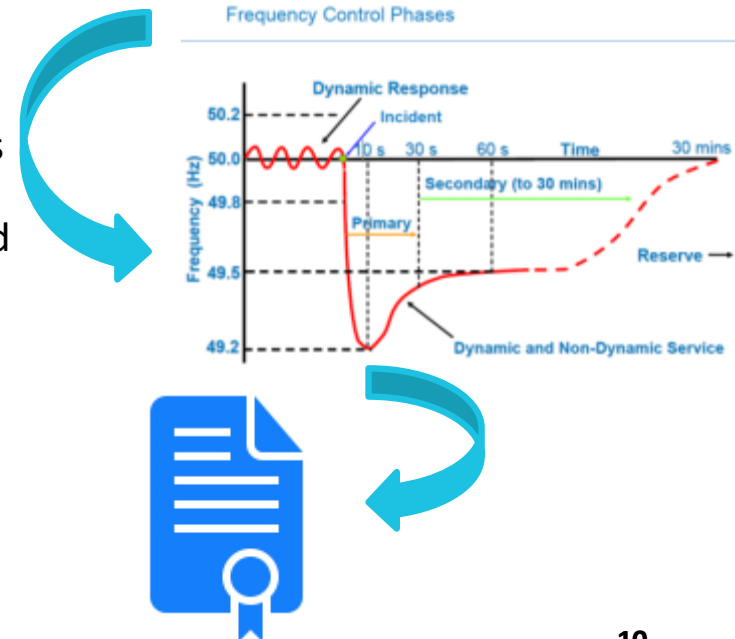 Frequency Control Phases
Dynamic Response
50.2
Incident
50.0
10 s 30 s 60 s Time 30 mins
Secondary (to 30 mins)
49.8
Primary
Frequency (Hz)
Reserve
49.5
49.2
Dynamic and Non-Dynamic Service
s
d